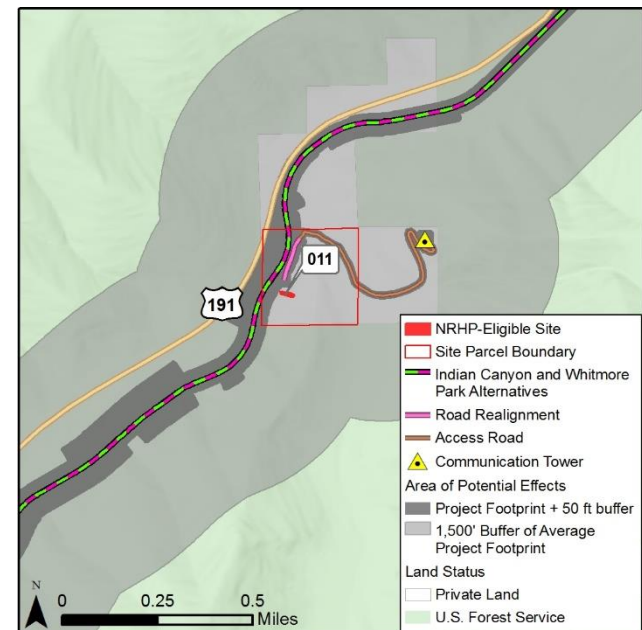 011
191
NRHP-Eligible Site
Site Parcel Boundary
Indian Canyon and Whitmore
Park Alternatives
Road Realignment
Access Road
Communication Tower
Area of Potential Effects
Project Footprint + 50 ft buffer
1,500' Buffer of Average
Project Footprint
Land Status
Private Land
U.S. Forest Service
N
0 0.25 0.5
Miles